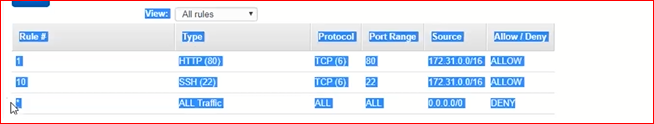 View: All rules
Rule # Type Protocol Port Range Source Allow / Deny
1 HTTP (80) TCP (6) 80 172.31.0.0/16 ALLOW
10 SSH (22) TCP (6) 22 172.31.0.0/16 ALLOW
* ALL Traffic ALL ALL 0.0.0.0/0 DENY